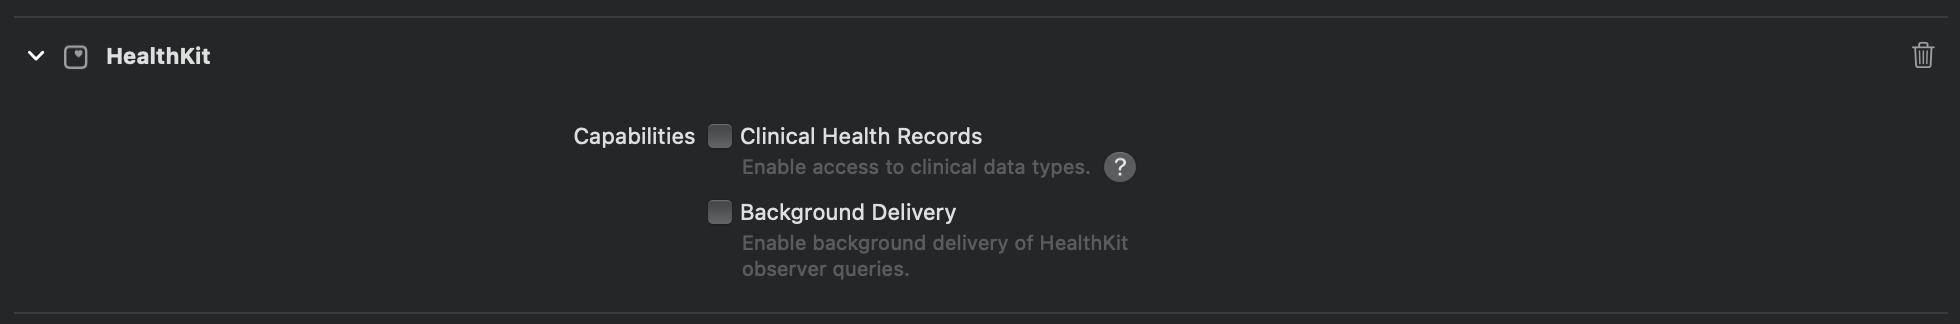 HealthKit
Capabilities Clinical Health Records
Enable access to clinical data types. ?
Background Delivery
Enable background delivery of HealthKit
observer queries.